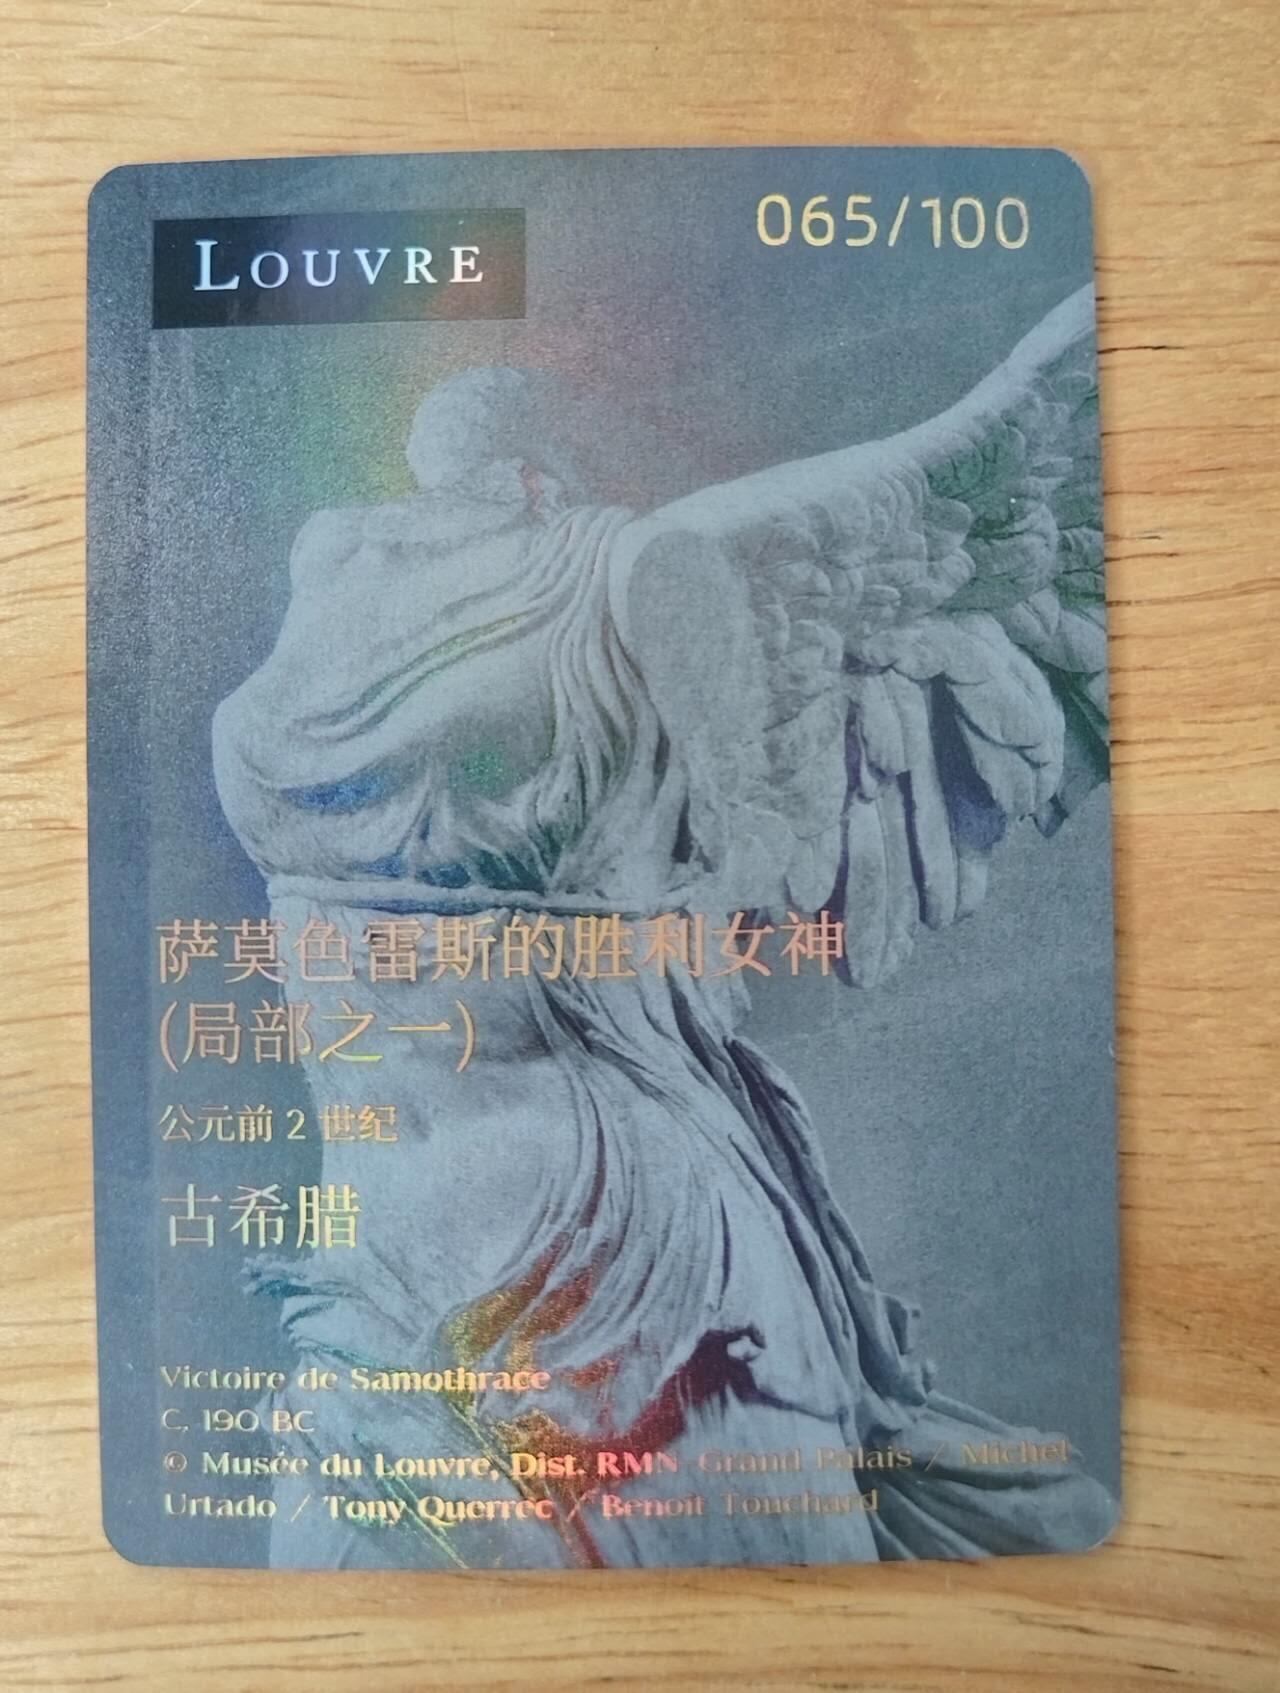 LOUVRE
065/100
萨莫色雷斯的胜利女神
(局部之一)
公元前 2 世纪
古希腊
Victoire de Samothrace
C. 190 BC
© Musée du Louvre, Dist. RMN-Grand Palais / Michel
Urtado / Tony Querrec / Benoît Touchard